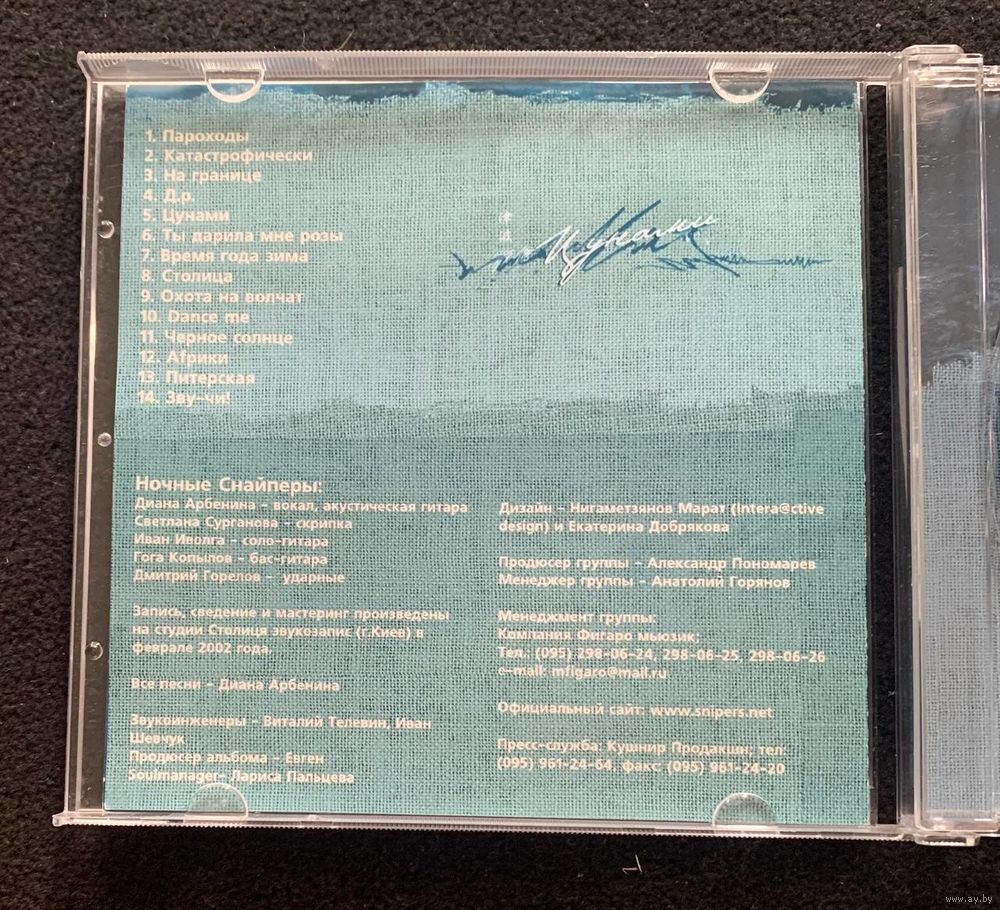 1. Пароходы
2. Катастрофически
3. На границе
4. Д.р.
5. Цунами
6. Ты дарила мне розы
7. Время года зима
8. Столица
9. Охота на волчат
10. Dance me
11. Черное солнце
12. Африки
13. Питерская
14. Зву-чи!
Цунами
Ночные Снайперы:
Диана Арбенина – вокал, акустическая гитара
Светлана Сурганова – скрипка
Иван Иволга – соло-гитара
Гога Копылов – бас-гитара
Дмитрий Горелов – ударные
Запись, сведение и мастеринг произведены
на студии Столиця звукозапис (г.Киев) в
феврале 2002 года.
Все песни – Диана Арбенина
Звукоинженеры – Виталий Телезин, Иван
Шевчук
Продюсер альбома – Евген
Soulmanager– Лариса Пальцева
Дизайн – Нигаметзянов Марат (Intera@ctive
design) и Екатерина Добрякова
Продюсер группы – Александр Пономарев
Менеджер группы – Анатолий Горянов
Менеджмент группы:
Компания Фигаро мьюзик;
Тел.: (095) 298-06-24, 298-06-25, 298-06-26
e-mail: mfigaro@mail.ru
Официальный сайт: www.snipers.net
Пресс-служба: Кушнир Продакшн; тел:
(095) 961-24-64, факс: (095) 961-24-20
www.ay.by